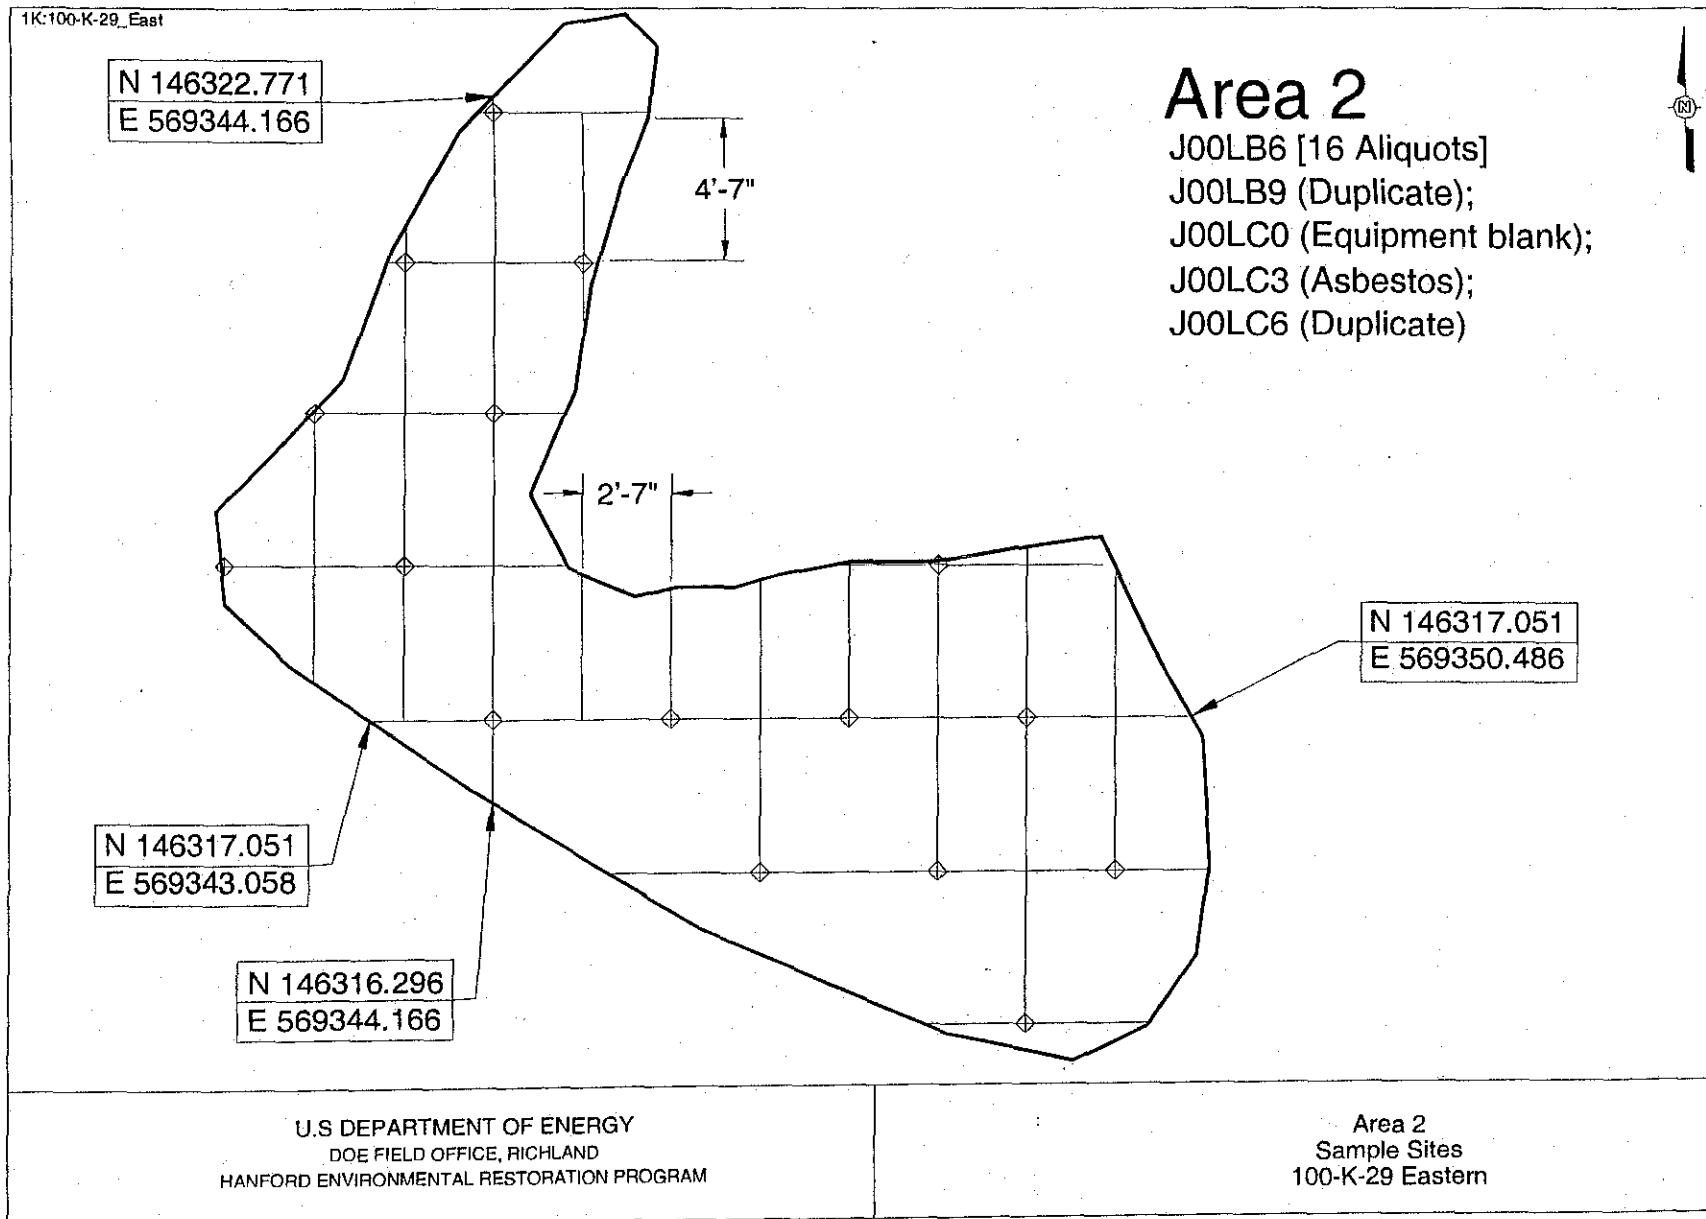 1K:100-K-29_East
N 146322.771
E 569344.166
Area 2
J00LB6 [16 Aliquots]
J00LB9 (Duplicate);
J00LC0 (Equipment blank);
J00LC3 (Asbestos);
J00LC6 (Duplicate)
N
4'-7"
2'-7"
N 146317.051
E 569350.486
N 146317.051
E 569343.058
N 146316.296
E 569344.166
U.S DEPARTMENT OF ENERGY
DOE FIELD OFFICE, RICHLAND
HANFORD ENVIRONMENTAL RESTORATION PROGRAM
Area 2
Sample Sites
100-K-29 Eastern